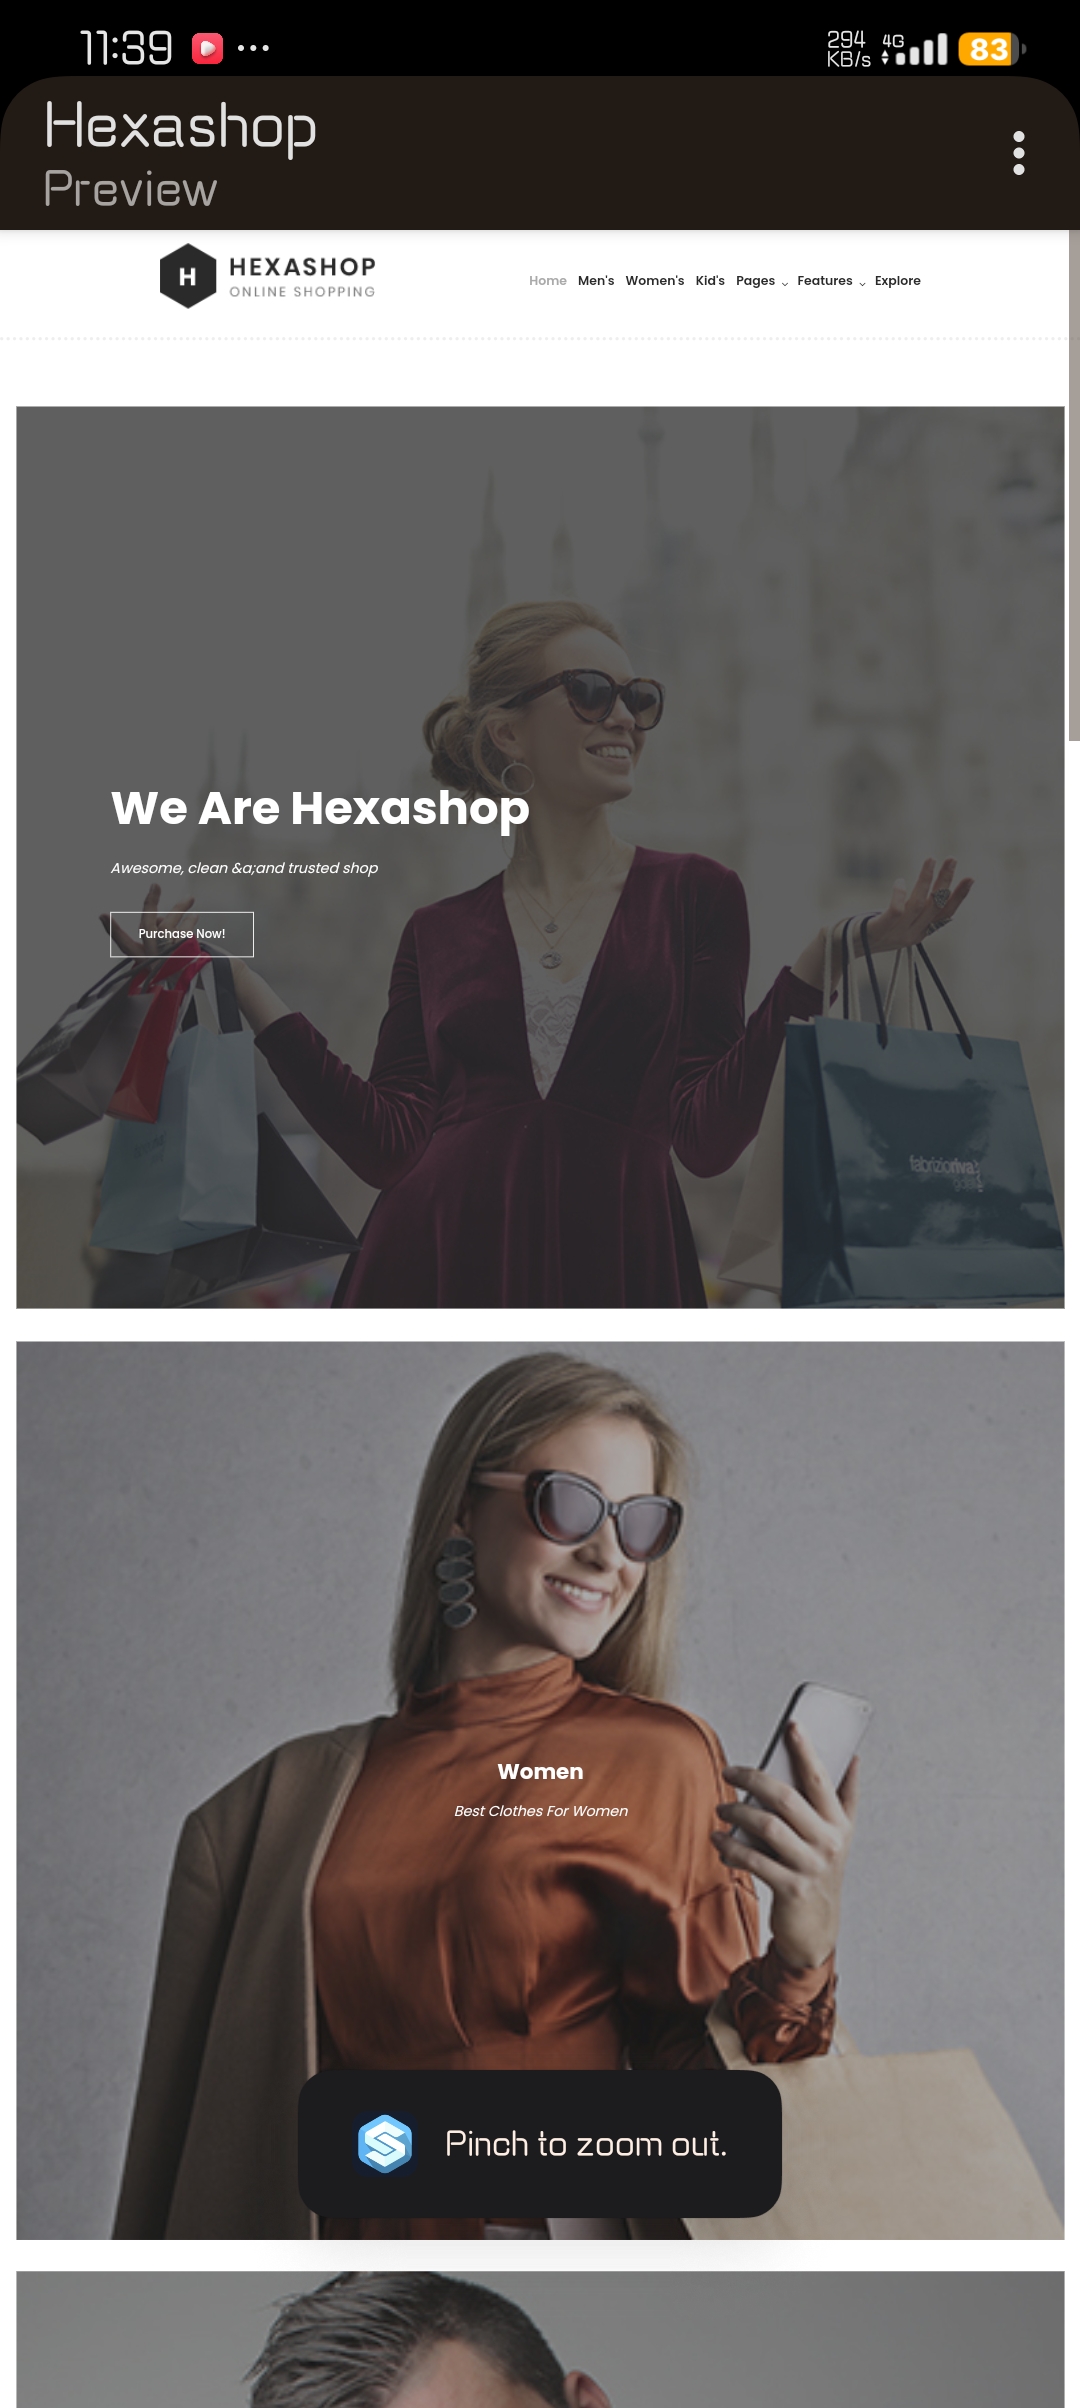 11:39
294
KB/s
4G
83
Hexashop
Preview
H
HEXASHOP
ONLINE SHOPPING
Home Men's Women's Kid's Pages Features Explore
We Are Hexashop
Awesome, clean &a;and trusted shop
Purchase Now!
fabrizioriva
Women
Best Clothes For Women
Pinch to zoom out.